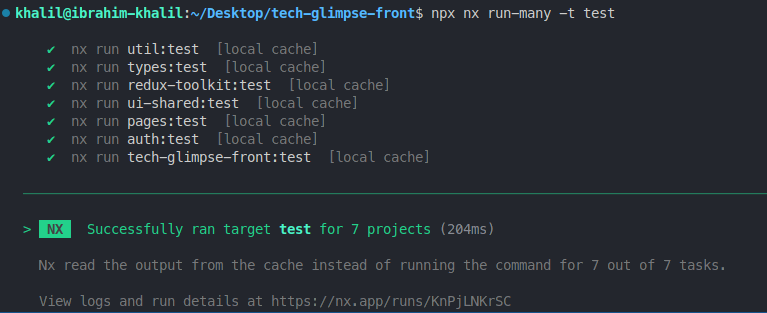 khalil@ibrahim-khalil:~/Desktop/tech-glimpse-front$ npx nx run-many -t test
✔ nx run util:test [local cache]
✔ nx run types:test [local cache]
✔ nx run redux-toolkit:test [local cache]
✔ nx run ui-shared:test [local cache]
✔ nx run pages:test [local cache]
✔ nx run auth:test [local cache]
✔ nx run tech-glimpse-front:test [local cache]
> NX Successfully ran target test for 7 projects (204ms)
Nx read the output from the cache instead of running the command for 7 out of 7 tasks.
View logs and run details at https://nx.app/runs/KnPjLNKrSC